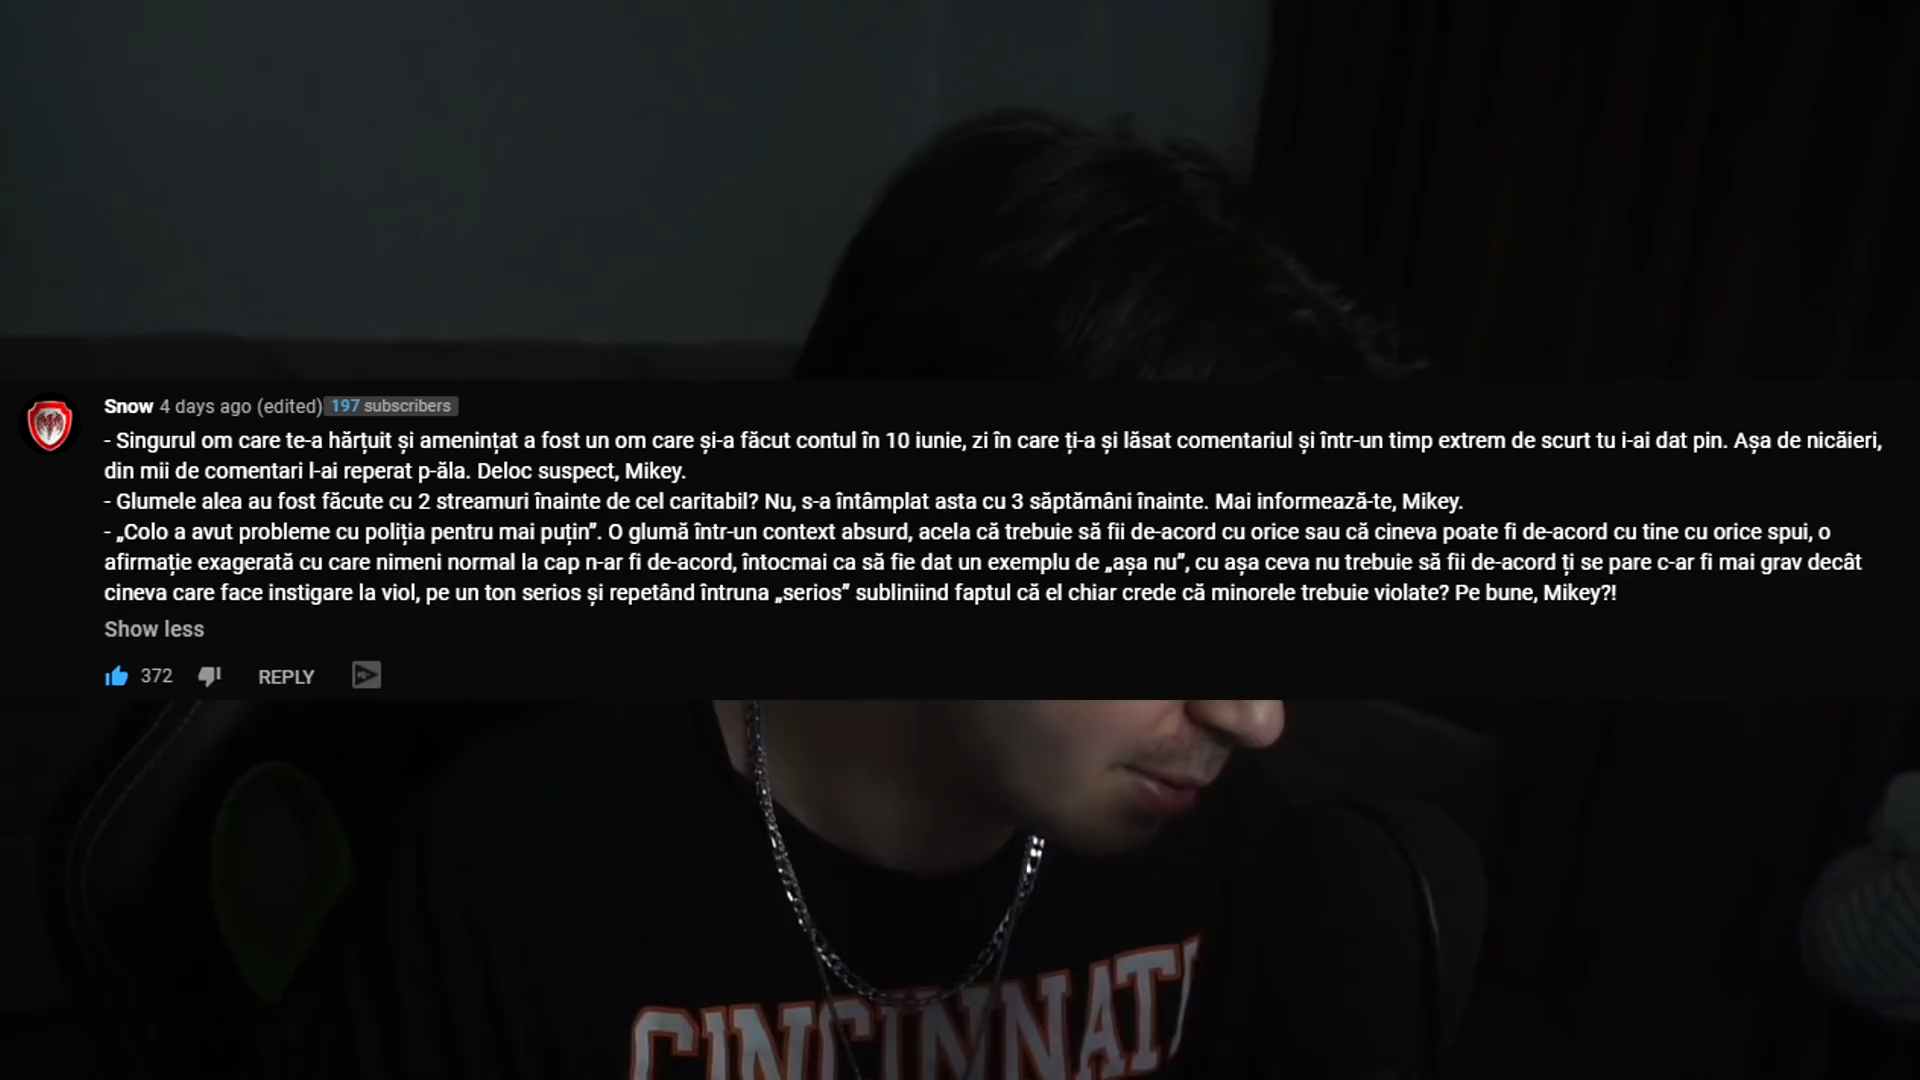 Snow 4 days ago (edited) 197 subscribers
- Singurul om care te-a hărțuit și amenințat a fost un om care și-a făcut contul în 10 iunie, zi în care ți-a și lăsat comentariul și într-un timp extrem de scurt tu i-ai dat pin. Așa de nicăieri,
din mii de comentari l-ai reperat p-ăla. Deloc suspect, Mikey.
- Glumele alea au fost făcute cu 2 streamuri înainte de cel caritabil? Nu, s-a întâmplat asta cu 3 săptămâni înainte. Mai informează-te, Mikey.
- „Colo a avut probleme cu poliția pentru mai puțin”. O glumă într-un context absurd, acela că trebuie să fii de-acord cu orice sau că cineva poate fi de-acord cu tine cu orice spui, o
afirmație exagerată cu care nimeni normal la cap n-ar fi de-acord, întocmai ca să fie dat un exemplu de „așa nu”, cu așa ceva nu trebuie să fii de-acord ți se pare c-ar fi mai grav decât
cineva care face instigare la viol, pe un ton serios și repetând întruna „serios” subliniind faptul că el chiar crede că minorele trebuie violate? Pe bune, Mikey?!
Show less
372 REPLY
CINCINNATI